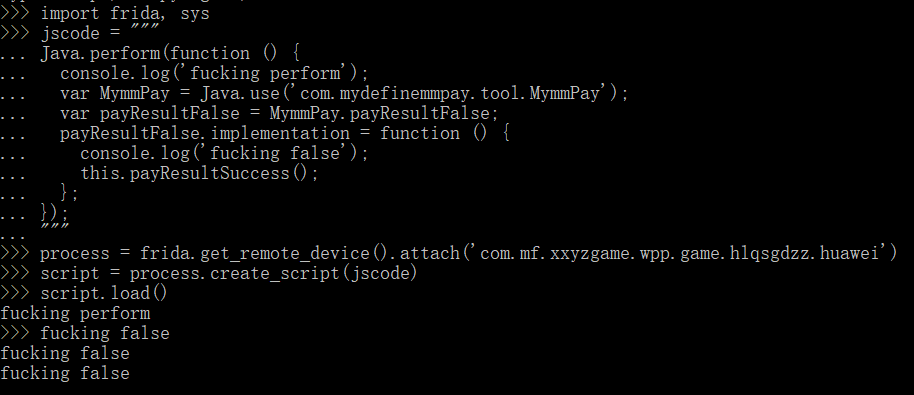 >>> import frida, sys
>>> jscode = """
... Java.perform(function () {
...   console.log('fucking perform');
...   var MymmPay = Java.use('com.mydefinemmpay.tool.MymmPay');
...   var payResultFalse = MymmPay.payResultFalse;
...   payResultFalse.implementation = function () {
...     console.log('fucking false');
...     this.payResultSuccess();
...   };
... });
... """
>>> process = frida.get_remote_device().attach('com.mf.xxyzgame.wpp.game.hlqsgdzz.huawei')
>>> script = process.create_script(jscode)
>>> script.load()
fucking perform
>>> fucking false
fucking false
fucking false